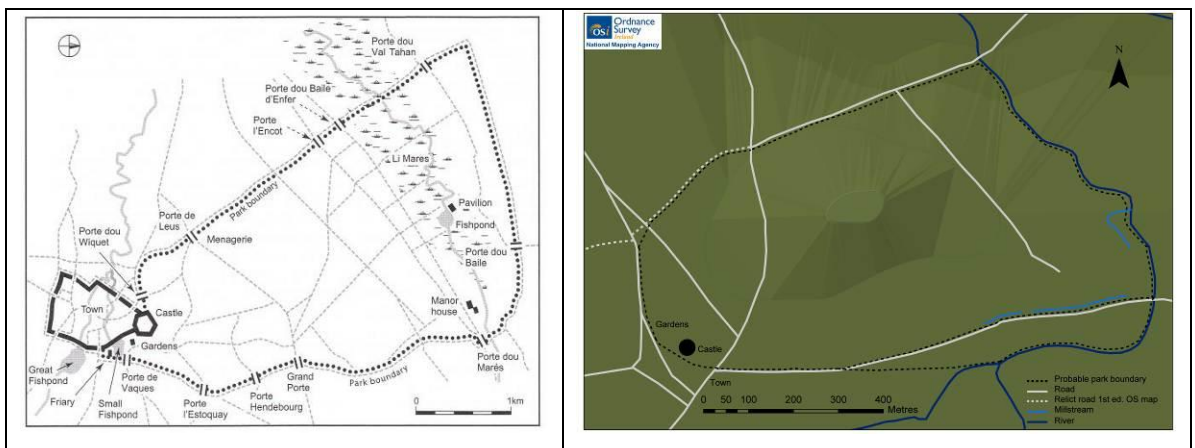 Porte dou
Val Tahan
Porte dou Baile
d'Enfer
Porte
l'Encot
Li Mares
Park boundary
Pavilion
Fishpond
Porte de
Leus
Menagerie
Porte dou
Wiquet
Porte dou
Baile
Town
Castle
Manor
house
Gardens
Great
Fishpond
Friary
Small
Fishpond
Porte de
Vaques
Porte
l'Estoquay
Porte
Hendebourg
Grand
Porte
Park boundary
Porte dou
Marés
0
1km
OSi
Ordnance
Survey
Ireland
National Mapping Agency
N
Gardens
Castle
Town
0 50 100 200 300 400
Metres
Probable park boundary
Road
Relict road 1st ed. OS map
Millstream
River